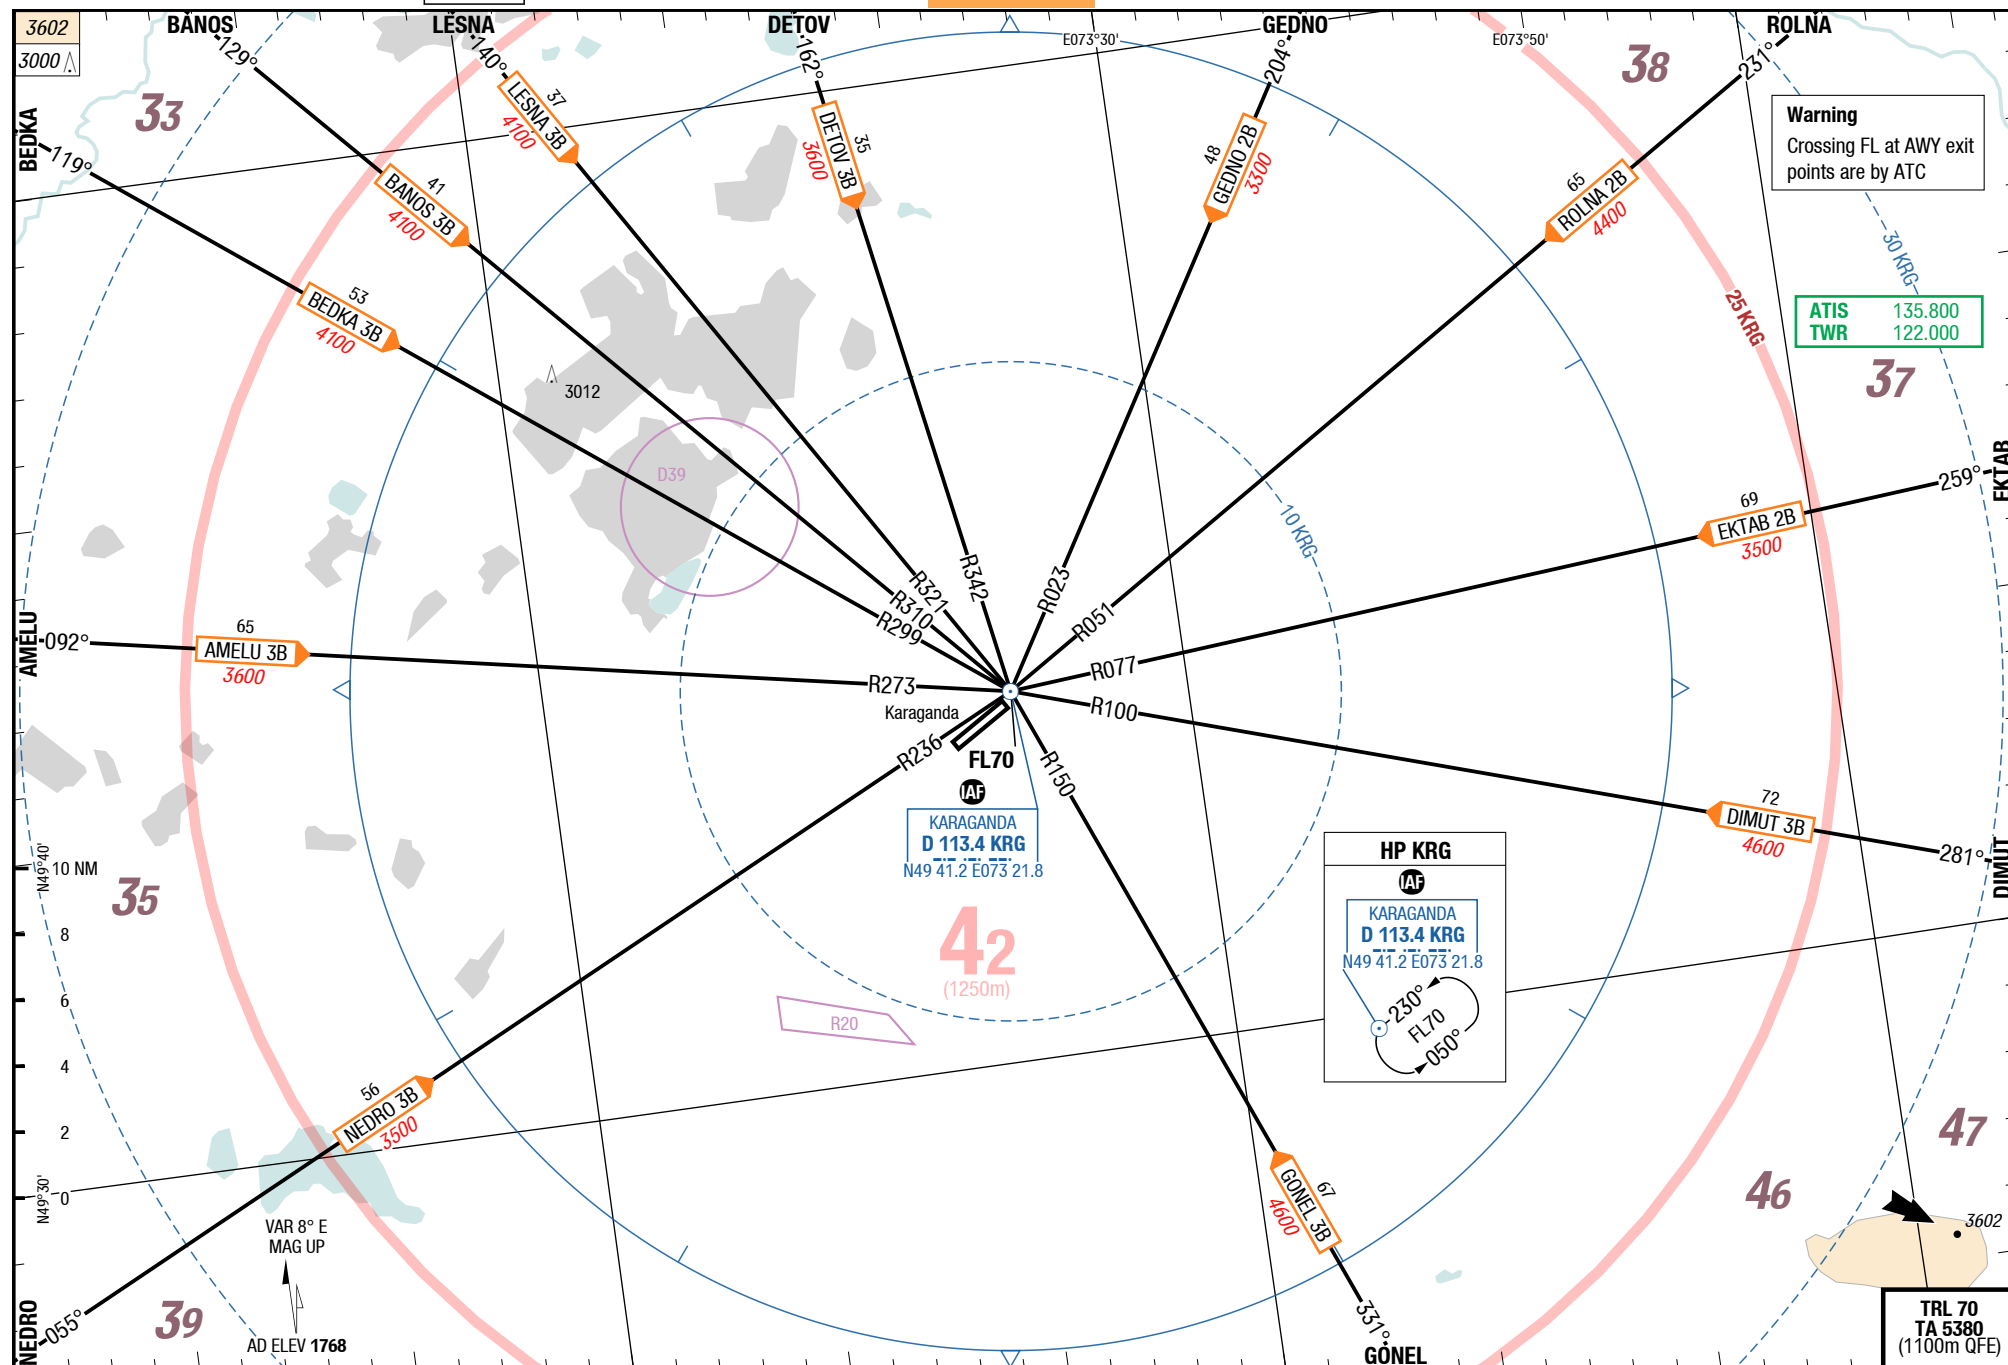 BANOS
LESNA
DETOV
GEDNO
ROLNA
3602
3000
E073°30'
E073°50'
129°
140°
162°
204°
231°
33
38
BEDKA
119°
Warning
Crossing FL at AWY exit
points are by ATC
37
LESNA 3B
4100
35
DETOV 3B
3600
48
GEDNO 2B
3300
65
ROLNA 2B
4400
41
BANOS 3B
4100
30 KRG
25 KRG
ATIS 135.800
TWR 122.000
53
BEDKA 3B
4100
37
3012
D39
10 KRG
EKTAB
259°
69
EKTAB 2B
3500
R342
R321
R310
R299
R023
R051
R077
R100
AMELU
092°
65
AMELU 3B
3600
R273
Karaganda
R236
R150
FL70
IAF
KARAGANDA
D 113.4 KRG
N49 41.2 E073 21.8
72
DIMUT 3B
4600
281°
DIMUT
HP KRG
IAF
KARAGANDA
D 113.4 KRG
N49 41.2 E073 21.8
230°
FL70
050°
N49°40'
10 NM
8
6
4
2
0
N49°30'
35
42
(1250m)
R20
56
NEDRO 3B
3500
67
GONEL 3B
4600
331°
GONEL
47
46
3602
VAR 8° E
MAG UP
AD ELEV 1768
055°
NEDRO
39
TRL 70
TA 5380
(1100m QFE)